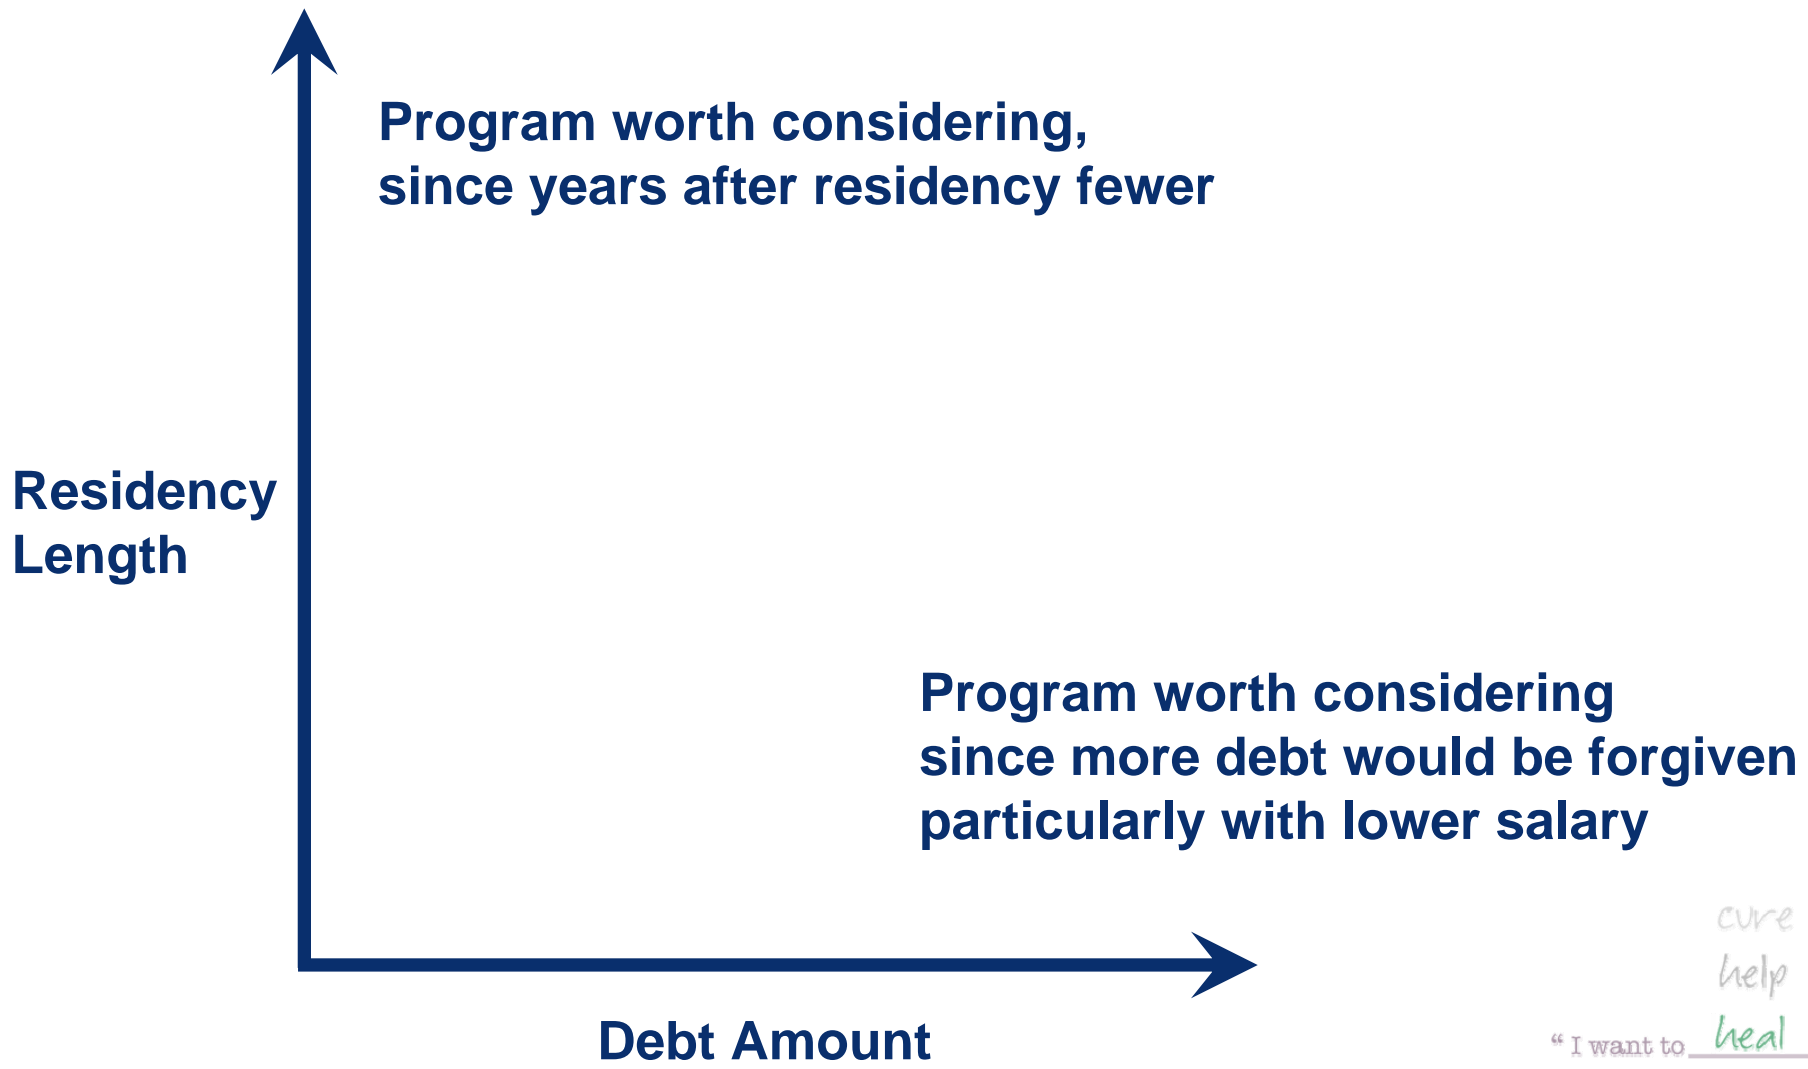 Program worth considering,
since years after residency fewer
Residency
Length
Program worth considering
since more debt would be forgiven
particularly with lower salary
Debt Amount
cure
help
“ I want to heal